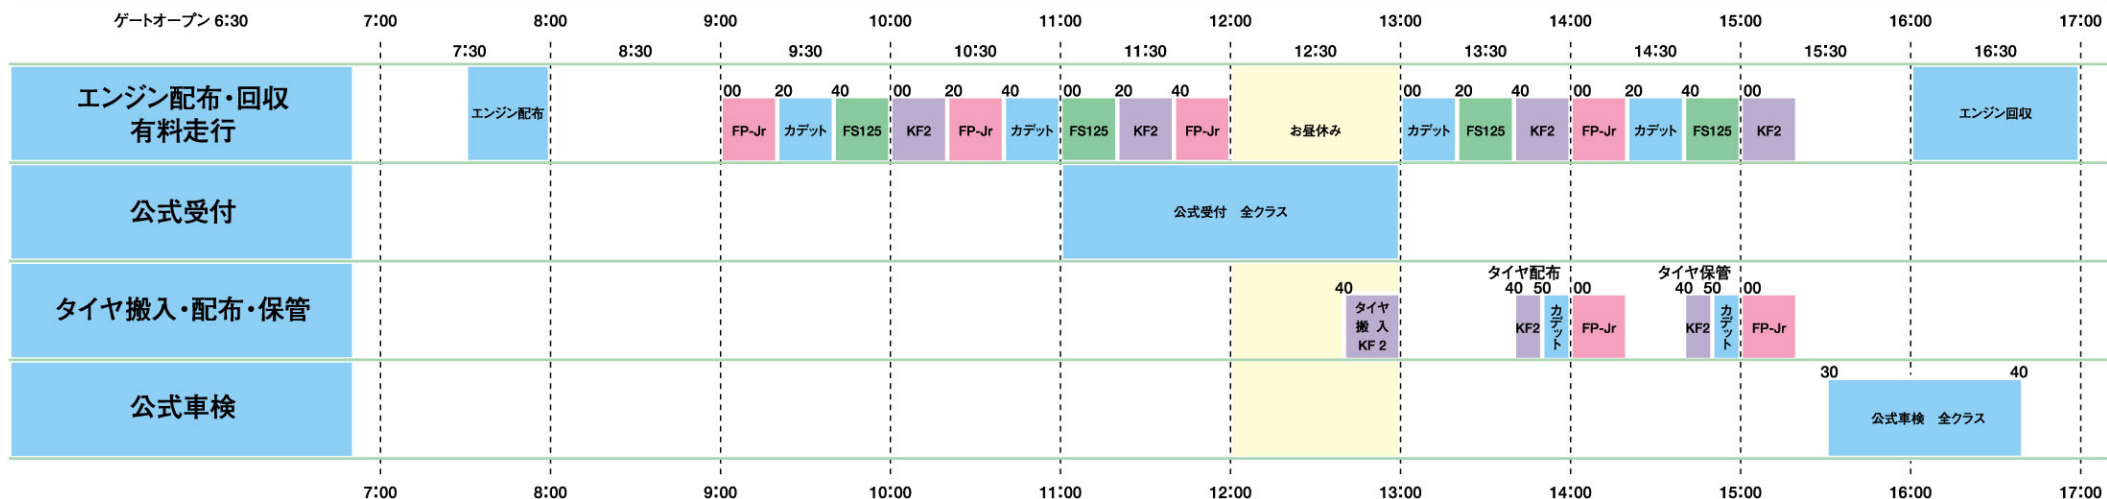 ゲートオープン 6:30
7:00 8:00 9:00 10:00 11:00 12:00 13:00 14:00 15:00 16:00 17:00
7:30 8:30 9:30 10:30 11:30 12:30 13:30 14:30 15:30 16:30
エンジン配布・回収
有料走行
エンジン配布
00 20 40 00 20 40 00 20 40
FP-Jr カデット FS125 KF2 FP-Jr カデット FS125 KF2 FP-Jr
お昼休み
00 20 40 00 20 40 00
カデット FS125 KF2 FP-Jr カデット FS125 KF2
エンジン回収
公式受付
公式受付 全クラス
タイヤ搬入・配布・保管
40
タイヤ
搬 入
KF 2
タイヤ配布
40 50 00
KF2 カデット FP-Jr
タイヤ保管
40 50 00
KF2 カデット FP-Jr
公式車検
30 40
公式車検 全クラス
7:00 8:00 9:00 10:00 11:00 12:00 13:00 14:00 15:00 16:00 17:00